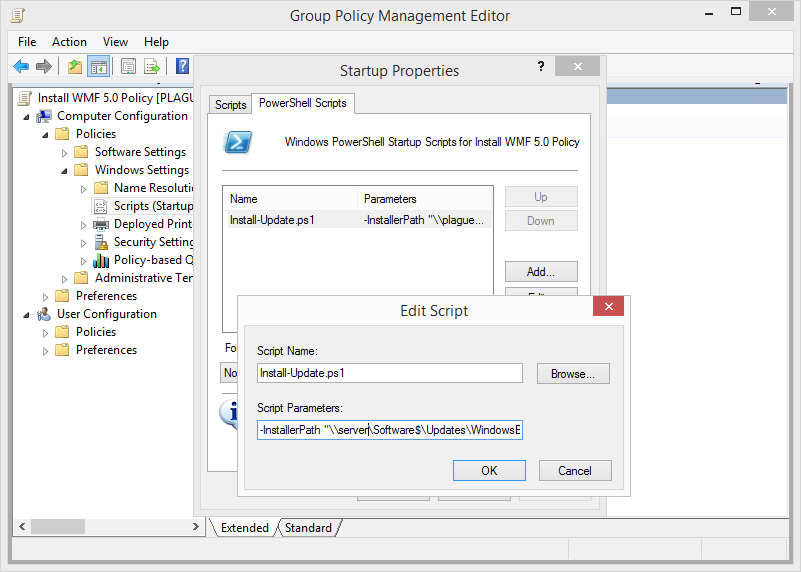 Group Policy Management Editor
File Action View Help
Startup Properties
?
Install WMF 5.0 Policy [PLAGU
Computer Configuration
Policies
Software Settings
Windows Settings
Name Resolutio
Scripts (Startup
Deployed Print
Security Setting
Policy-based Q
Administrative Ten
Preferences
User Configuration
Policies
Preferences
Scripts PowerShell Scripts
Windows PowerShell Startup Scripts for Install WMF 5.0 Policy
Name Parameters
Install-Update.ps1 -InstallerPath "\\plague...
Up
Down
Add...
Fo
No
Edit Script
Script Name:
Install-Update.ps1
Browse...
Script Parameters:
-InstallerPath "\\server\Software$\Updates\WindowsE
OK Cancel
Extended Standard